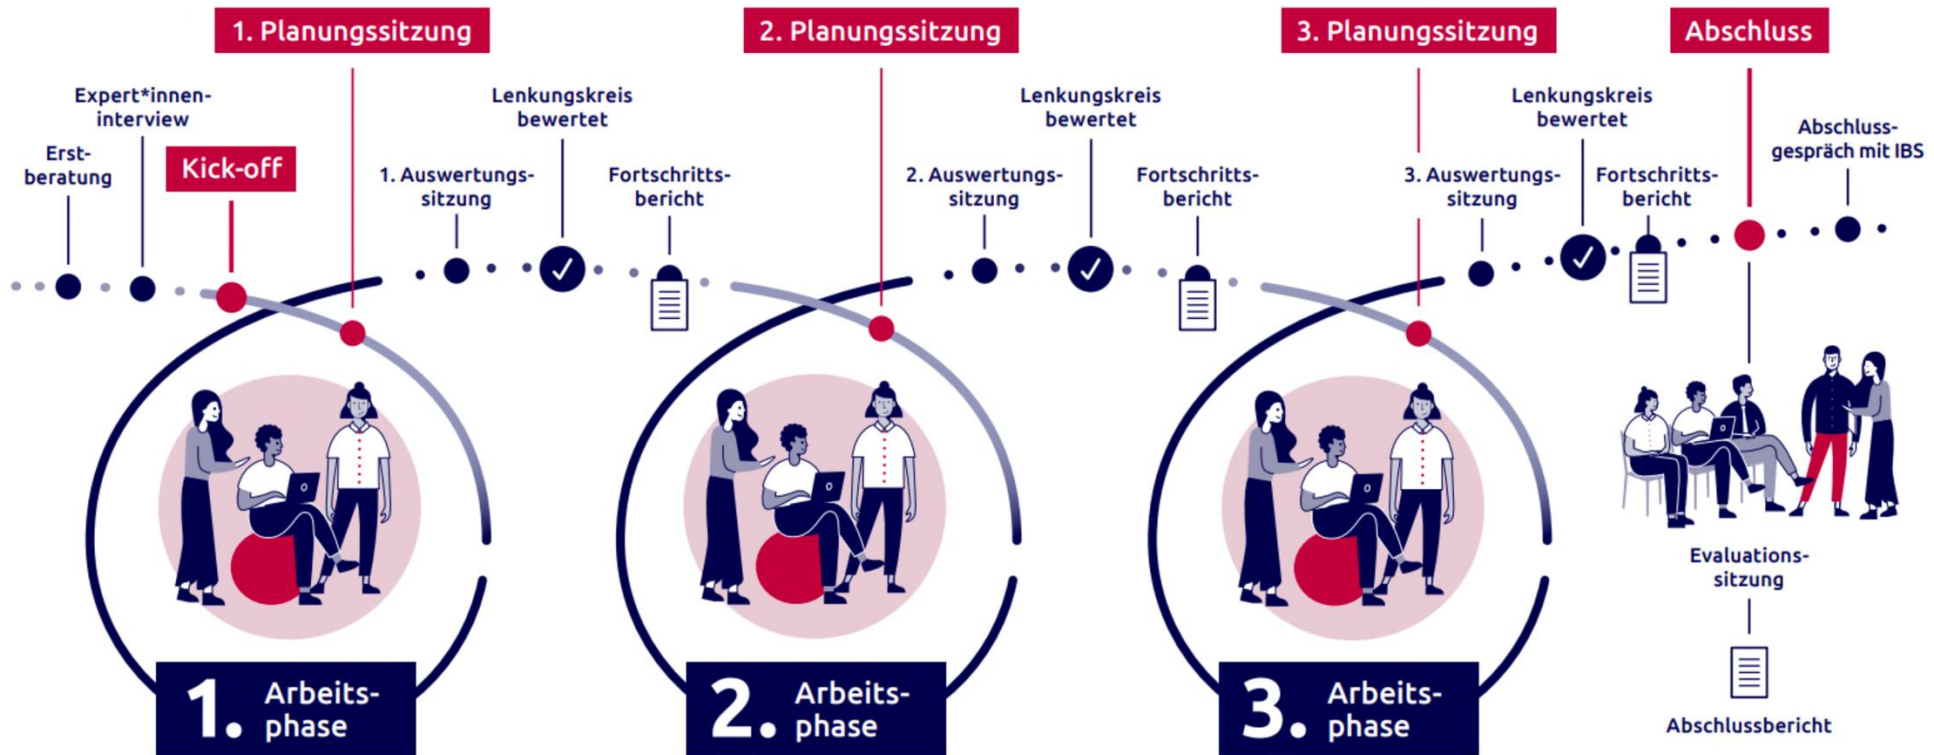 1. Planungssitzung
2. Planungssitzung
3. Planungssitzung
Abschluss
Erst-
beratung
Expert*innen-
interview
Kick-off
1. Auswertungs-
sitzung
Lenkungskreis
bewertet
Fortschritts-
bericht
2. Auswertungs-
sitzung
Lenkungskreis
bewertet
Fortschritts-
bericht
3. Auswertungs-
sitzung
Lenkungskreis
bewertet
Fortschritts-
bericht
Abschluss-
gespräch mit IBS
1. Arbeits-
phase
2. Arbeits-
phase
3. Arbeits-
phase
Evaluations-
sitzung
Abschlussbericht